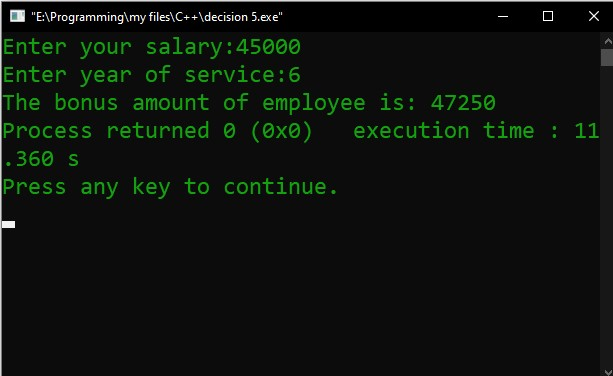 "E:\Programming\my files\C++\decision 5.exe"
Enter your salary:45000
Enter year of service:6
The bonus amount of employee is: 47250
Process returned 0 (0x0)   execution time : 11
.360 s
Press any key to continue.